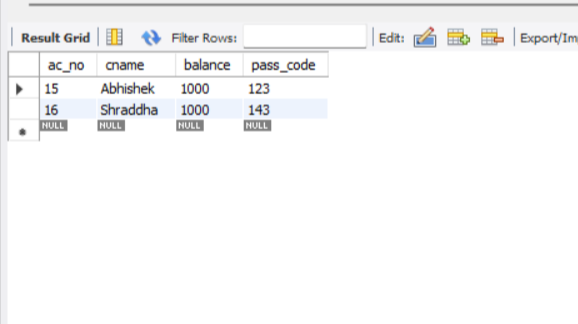 Result Grid Filter Rows: Edit: Export/Imp
ac_no cname balance pass_code
15 Abhishek 1000 123
16 Shraddha 1000 143
NULL NULL NULL NULL